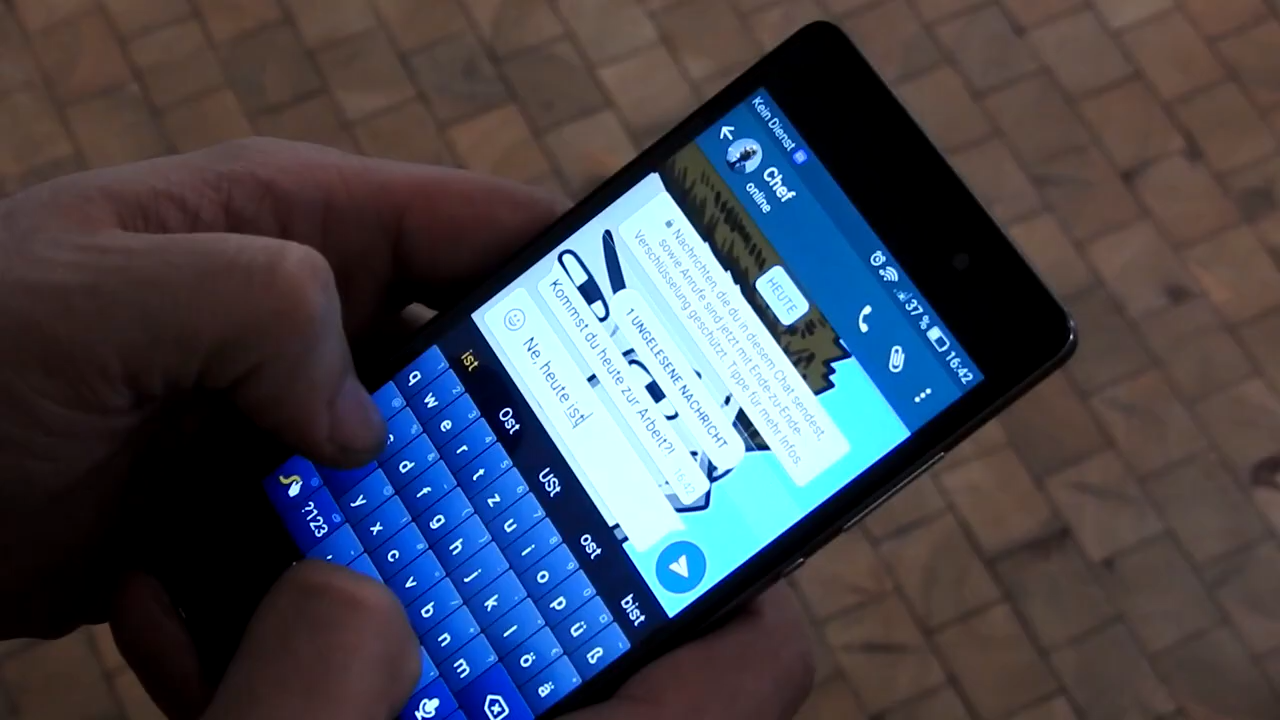 Kein Dienst 37 % 16:42
Chef
online
HEUTE
Nachrichten, die du in diesem Chat sendest,
sowie Anrufe sind jetzt mit Ende-zu-Ende-
Verschlüsselung geschützt. Tippe für mehr Infos.
1 UNGELESENE NACHRICHT
Kommst du heute zur Arbeit?! 16:42
Ne heute ist
ist Ost USt ost bist
q w e r t z u i o p ü
a s d f g h j k l ö ä
y x c v b n m
?123